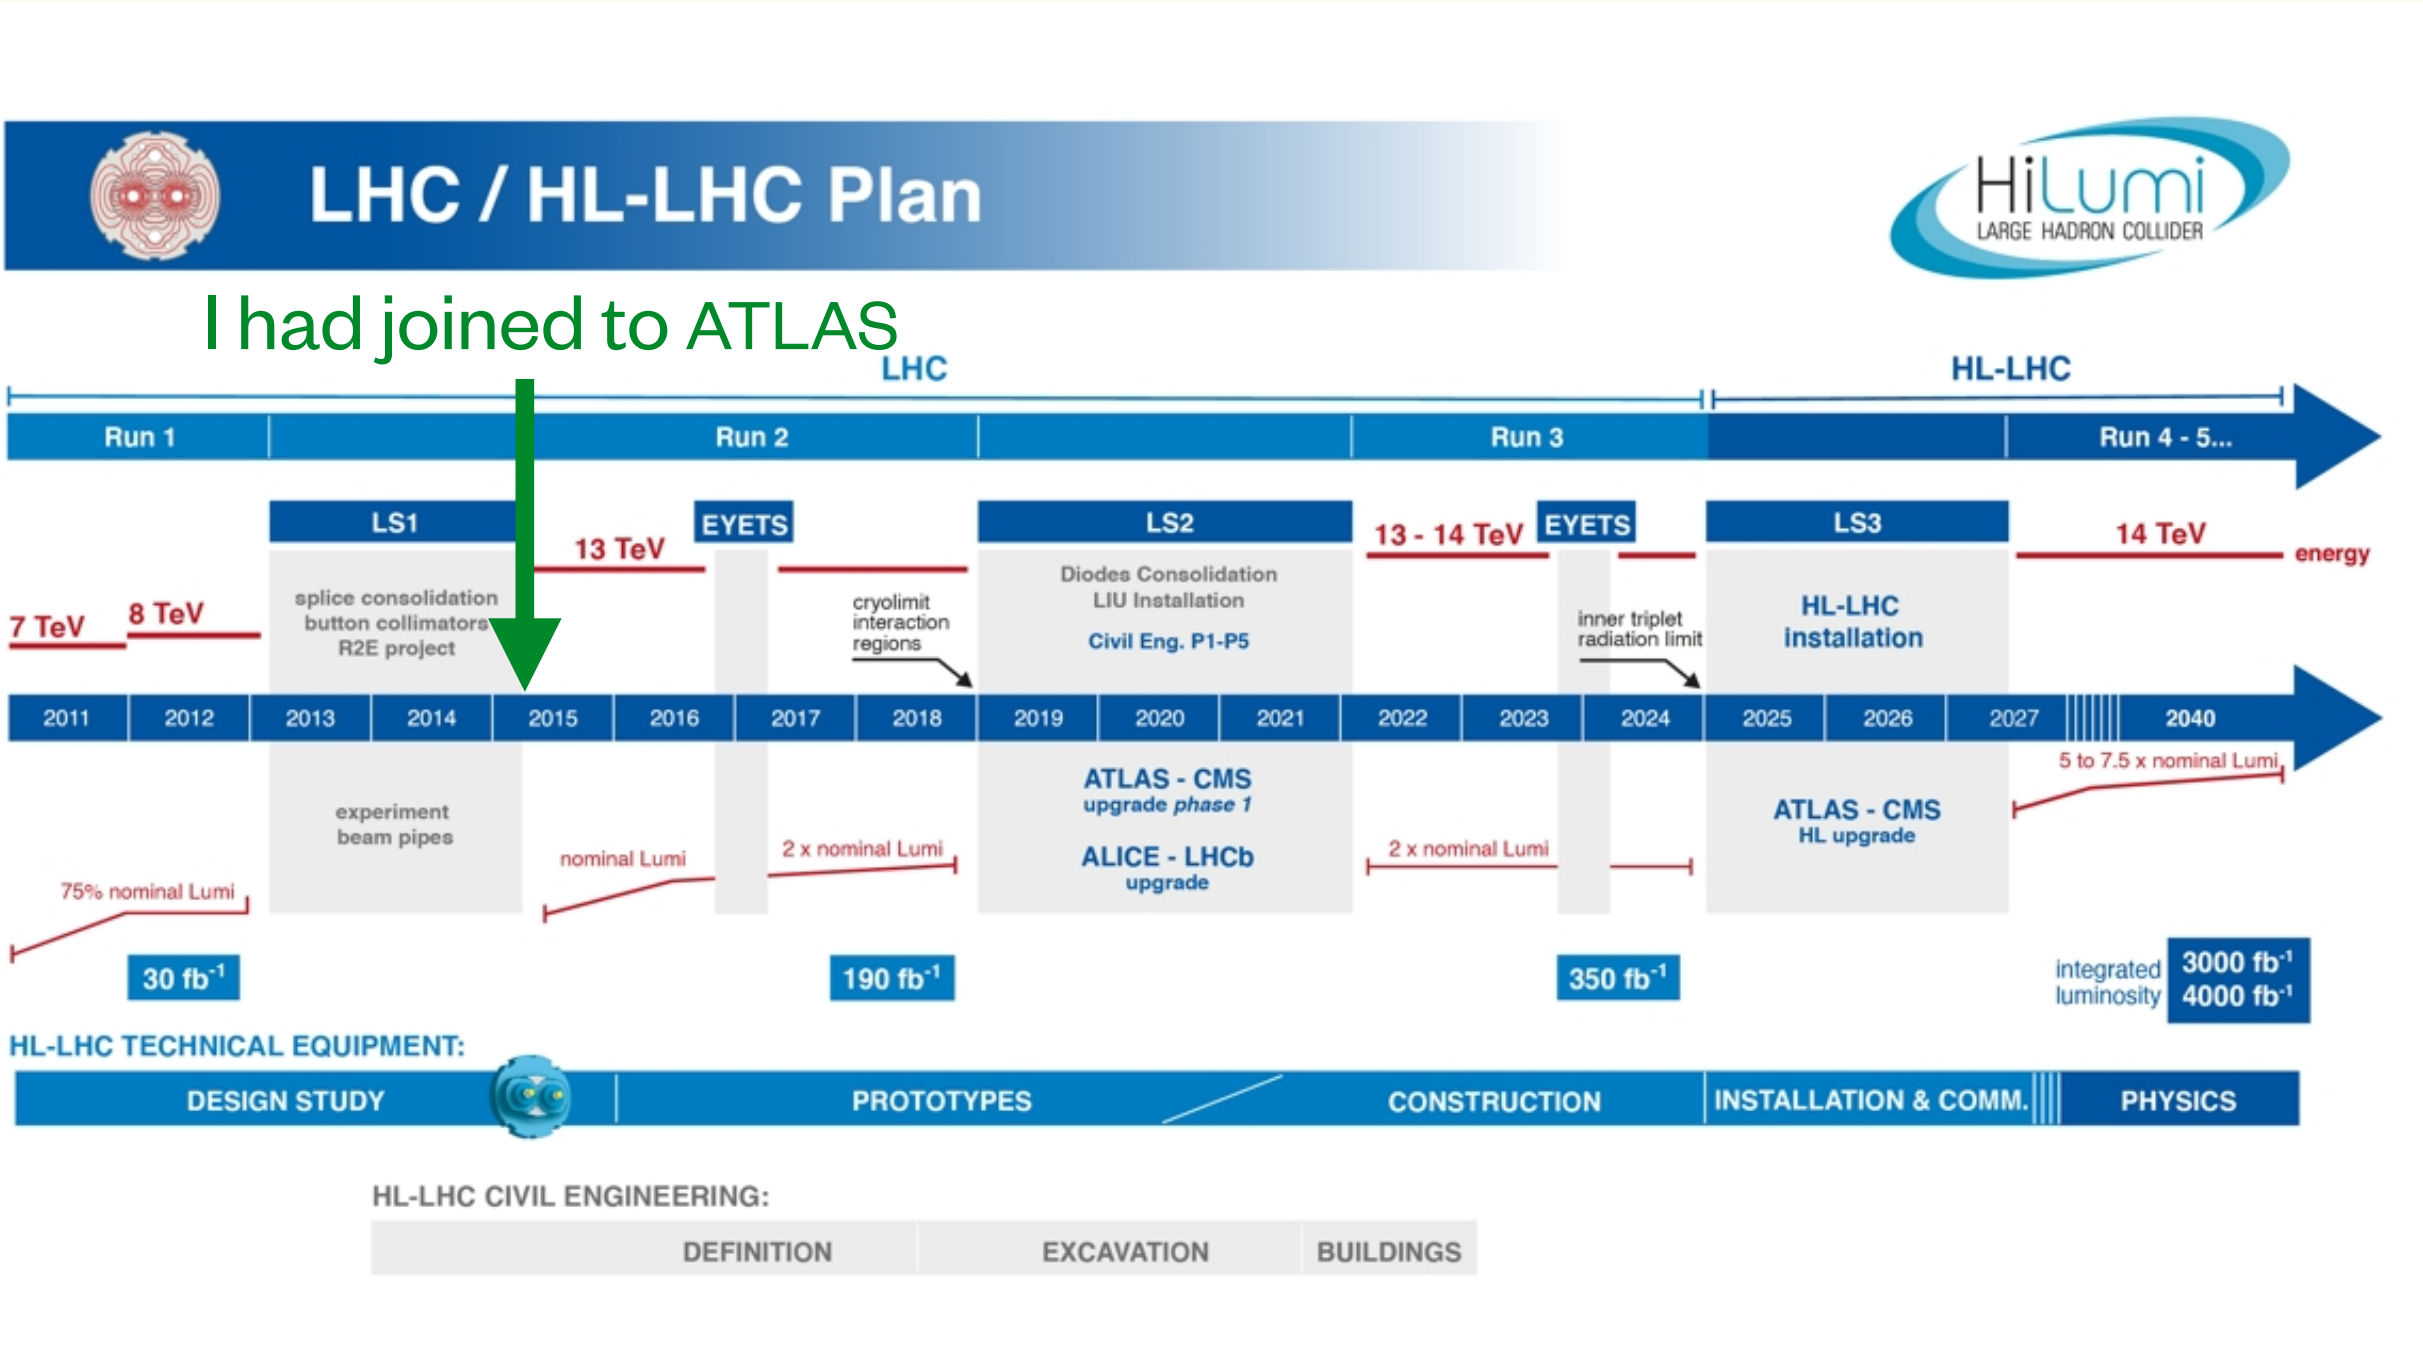 LHC / HL-LHC Plan
HiLumi
LARGE HADRON COLLIDER
I had joined to ATLAS
LHC
HL-LHC
Run 1
Run 2
Run 3
Run 4 - 5...
LS1
EYETS
LS2
EYETS
LS3
7 TeV
8 TeV
13 TeV
13 - 14 TeV
14 TeV
energy
splice consolidation
button collimators
R2E project
cryolimit
interaction
regions
Diodes Consolidation
LIU Installation
Civil Eng. P1-P5
inner triplet
radiation limit
HL-LHC
installation
2011 2012 2013 2014 2015 2016 2017 2018 2019 2020 2021 2022 2023 2024 2025 2026 2027 2040
experiment
beam pipes
75% nominal Lumi
nominal Lumi
2 x nominal Lumi
ATLAS - CMS
upgrade phase 1
ALICE - LHCb
upgrade
2 x nominal Lumi
ATLAS - CMS
HL upgrade
5 to 7.5 x nominal Lumi
30 fb-1
190 fb-1
350 fb-1
integrated
luminosity
3000 fb-1
4000 fb-1
HL-LHC TECHNICAL EQUIPMENT:
DESIGN STUDY
PROTOTYPES
CONSTRUCTION
INSTALLATION & COMM.
PHYSICS
HL-LHC CIVIL ENGINEERING:
DEFINITION
EXCAVATION
BUILDINGS